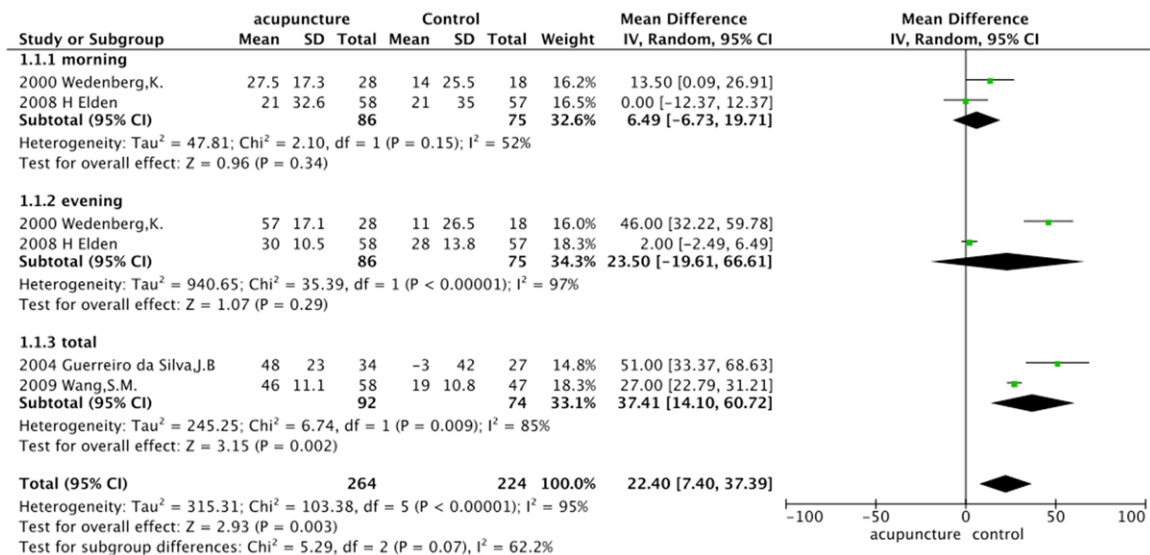 acupuncture Control Mean Difference Mean Difference
Study or Subgroup Mean SD Total Mean SD Total Weight IV, Random, 95% CI IV, Random, 95% CI
1.1.1 morning
2000 Wedenberg,K. 27.5 17.3 28 14 25.5 18 16.2% 13.50 [0.09, 26.91]
2008 H Elden 21 32.6 58 21 35 57 16.5% 0.00 [-12.37, 12.37]
Subtotal (95% CI) 86 75 32.6% 6.49 [-6.73, 19.71]
Heterogeneity: Tau² = 47.81; Chi² = 2.10, df = 1 (P = 0.15); I² = 52%
Test for overall effect: Z = 0.96 (P = 0.34)
1.1.2 evening
2000 Wedenberg,K. 57 17.1 28 11 26.5 18 16.0% 46.00 [32.22, 59.78]
2008 H Elden 30 10.5 58 28 13.8 57 18.3% 2.00 [-2.49, 6.49]
Subtotal (95% CI) 86 75 34.3% 23.50 [-19.61, 66.61]
Heterogeneity: Tau² = 940.65; Chi² = 35.39, df = 1 (P < 0.00001); I² = 97%
Test for overall effect: Z = 1.07 (P = 0.29)
1.1.3 total
2004 Guerreiro da Silva,J.B 48 23 34 -3 42 27 14.8% 51.00 [33.37, 68.63]
2009 Wang,S.M. 46 11.1 58 19 10.8 47 18.3% 27.00 [22.79, 31.21]
Subtotal (95% CI) 92 74 33.1% 37.41 [14.10, 60.72]
Heterogeneity: Tau² = 245.25; Chi² = 6.74, df = 1 (P = 0.009); I² = 85%
Test for overall effect: Z = 3.15 (P = 0.002)
Total (95% CI) 264 224 100.0% 22.40 [7.40, 37.39]
Heterogeneity: Tau² = 315.31; Chi² = 103.38, df = 5 (P < 0.00001); I² = 95%
Test for overall effect: Z = 2.93 (P = 0.003)
Test for subgroup differences: Chi² = 5.29, df = 2 (P = 0.07), I² = 62.2%
-100 -50 0 50 100
acupuncture control